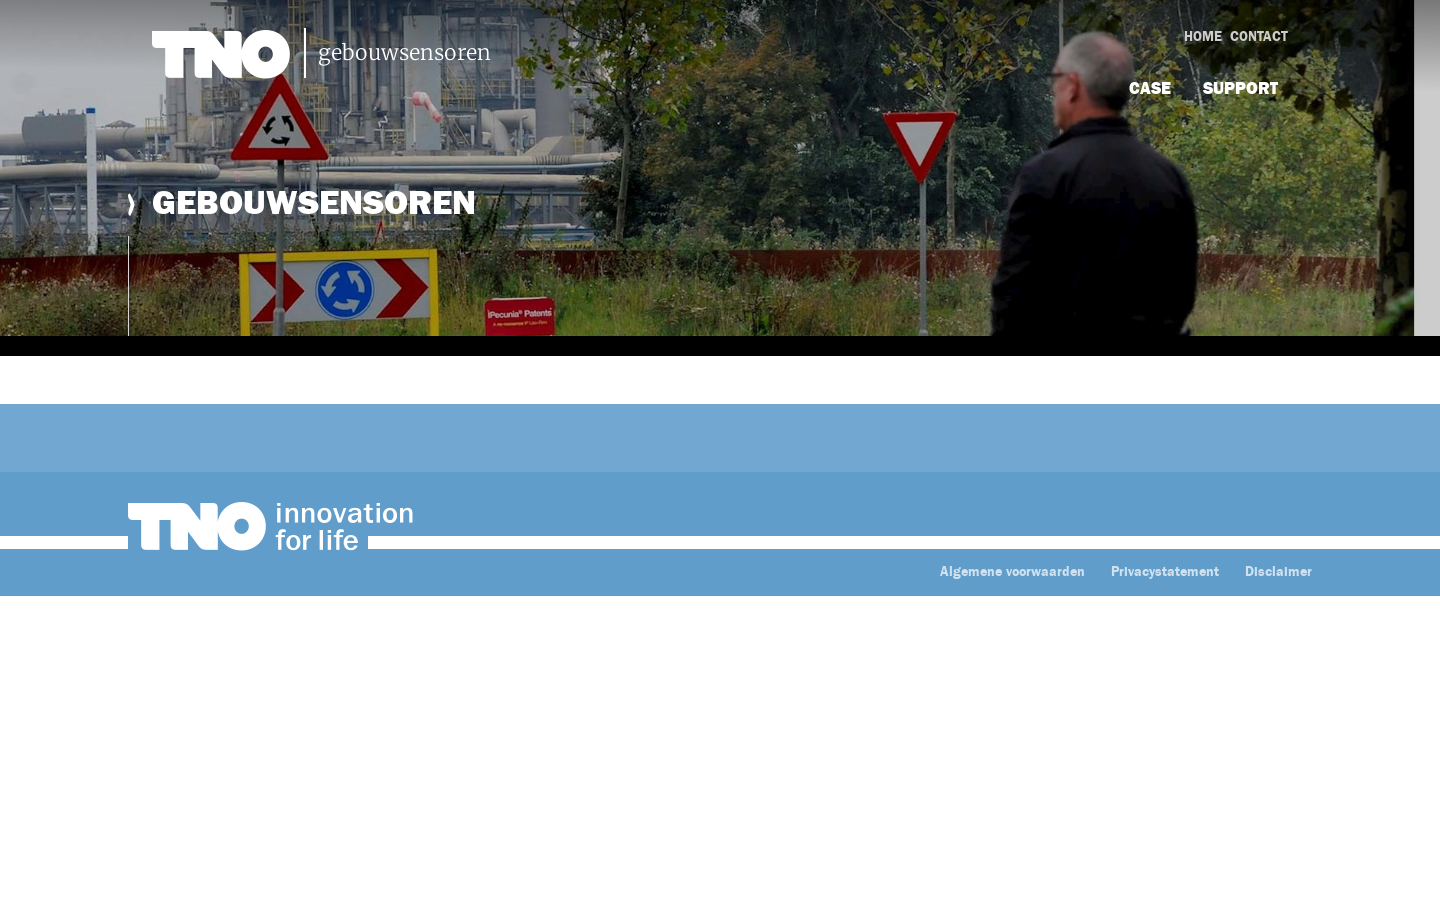 TNO gebouwsensoren
HOME CONTACT
CASE SUPPORT
GEBOUWSENSOREN
iPecunia® Patents
TNO innovation
for life
Algemene voorwaarden Privacystatement Disclaimer